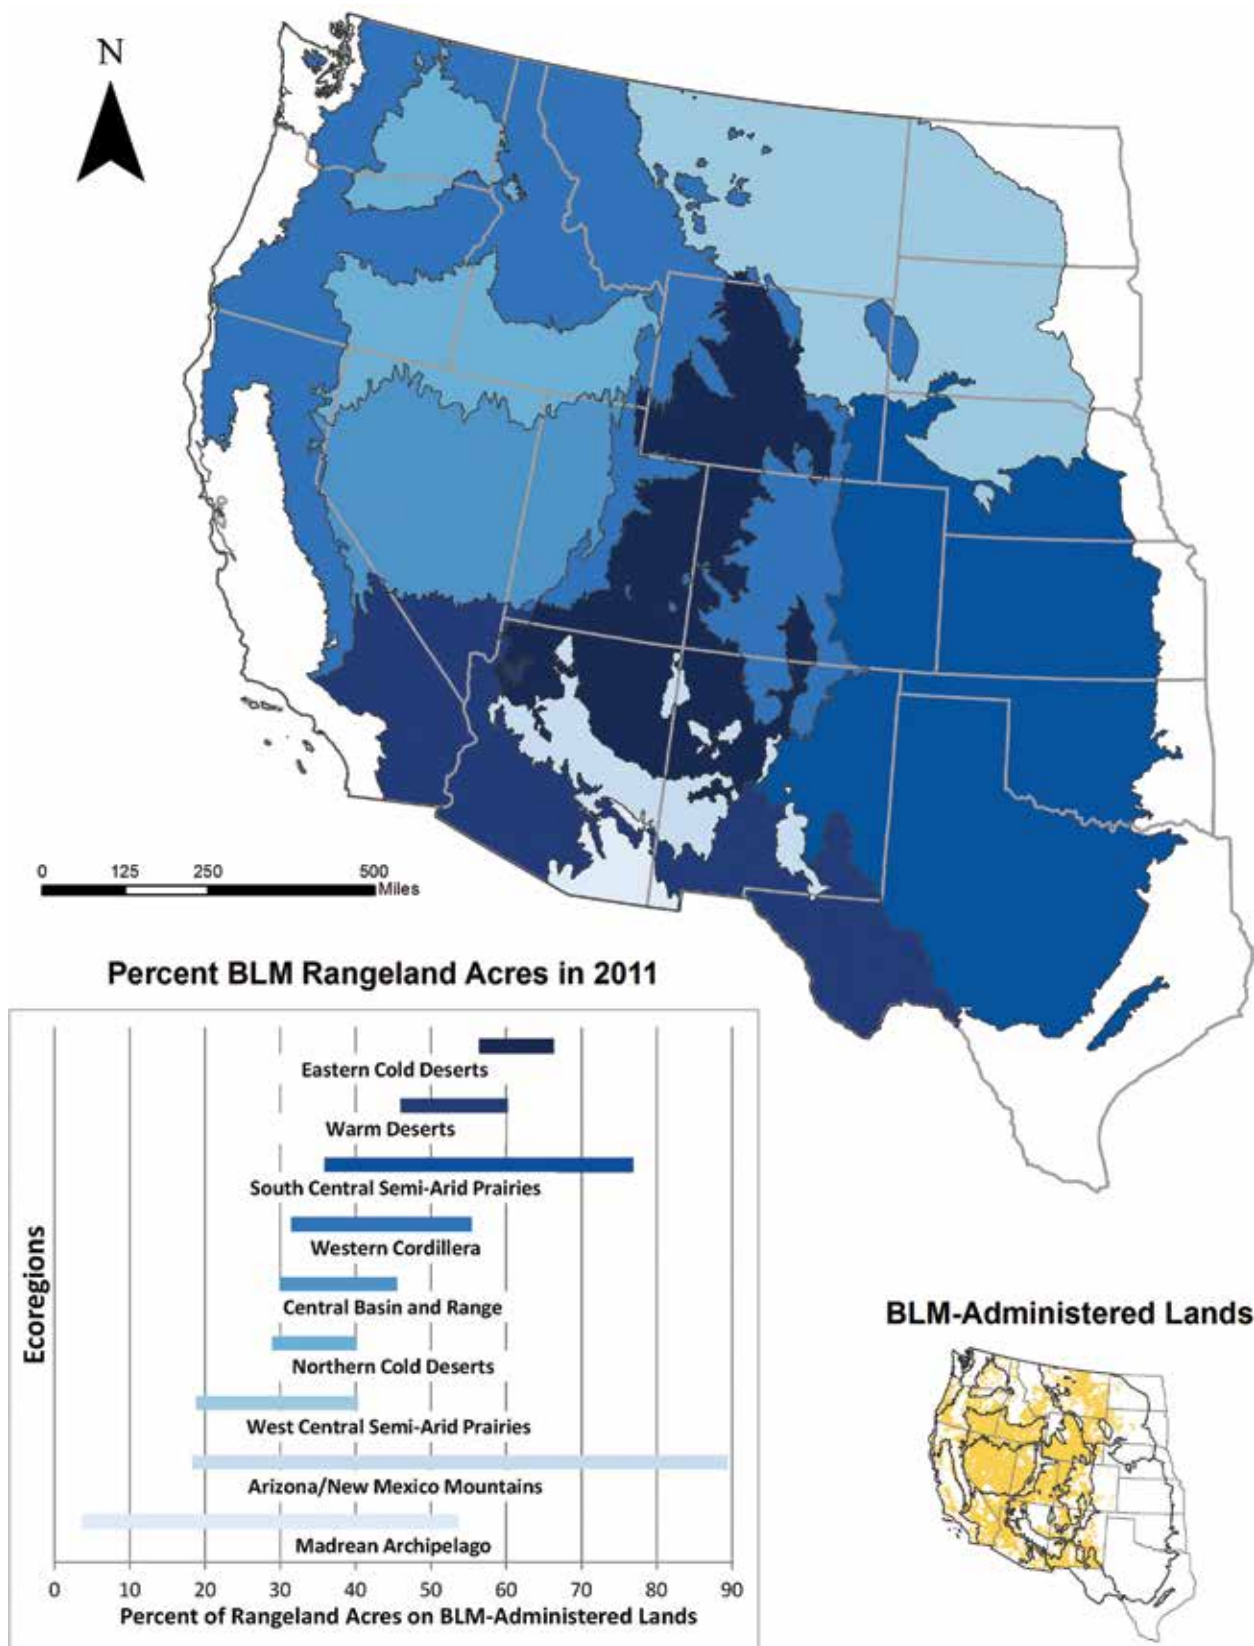 N
0 125 250 500
Miles
Percent BLM Rangeland Acres in 2011
Ecoregions
Eastern Cold Deserts
Warm Deserts
South Central Semi-Arid Prairies
Western Cordillera
Central Basin and Range
Northern Cold Deserts
West Central Semi-Arid Prairies
Arizona/New Mexico Mountains
Madrean Archipelago
0 10 20 30 40 50 60 70 80 90
Percent of Rangeland Acres on BLM-Administered Lands
BLM-Administered Lands